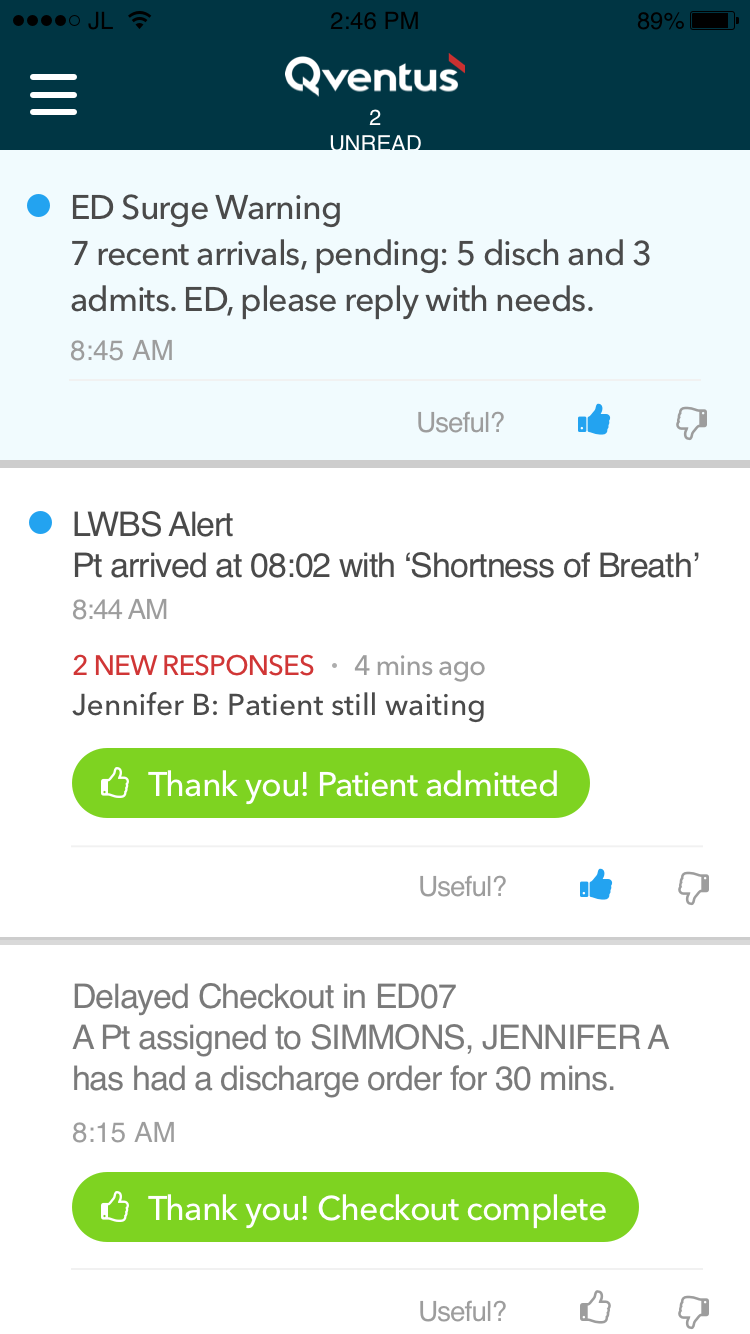 JL 2:46 PM 89%
Qventus
2
UNREAD
ED Surge Warning
7 recent arrivals, pending: 5 disch and 3
admits. ED, please reply with needs.
8:45 AM
Useful?
LWBS Alert
Pt arrived at 08:02 with ‘Shortness of Breath’
8:44 AM
2 NEW RESPONSES · 4 mins ago
Jennifer B: Patient still waiting
Thank you! Patient admitted
Useful?
Delayed Checkout in ED07
A Pt assigned to SIMMONS, JENNIFER A
has had a discharge order for 30 mins.
8:15 AM
Thank you! Checkout complete
Useful?